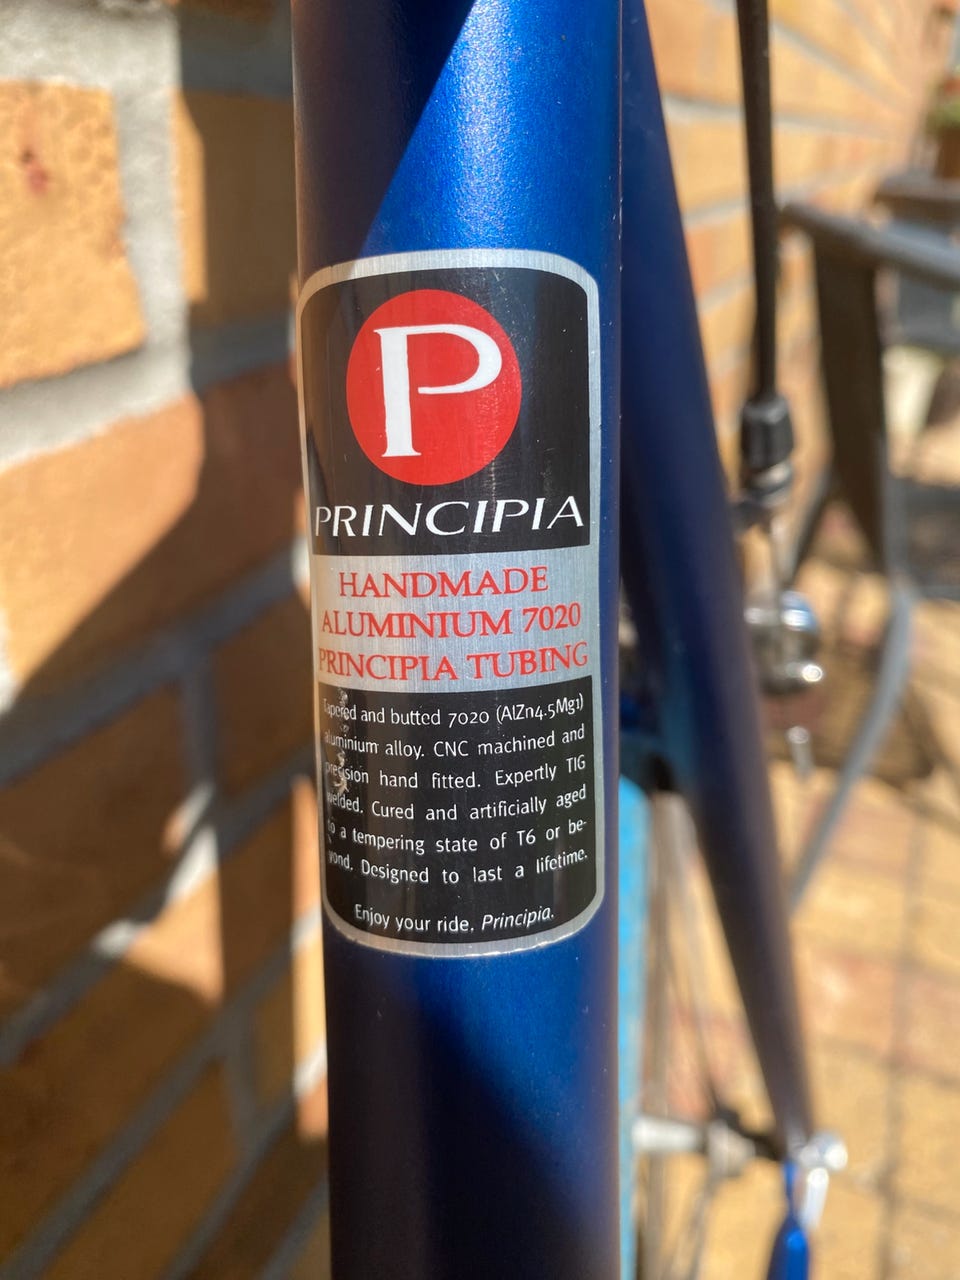 P
PRINCIPIA
HANDMADE
ALUMINIUM 7020
PRINCIPIA TUBING
Tapered and butted 7020 (AlZn4.5Mg1)
aluminium alloy. CNC machined and
precision hand fitted. Expertly TIG
welded. Cured and artificially aged
to a tempering state of T6 or be-
yond. Designed to last a lifetime.
Enjoy your ride. Principia.